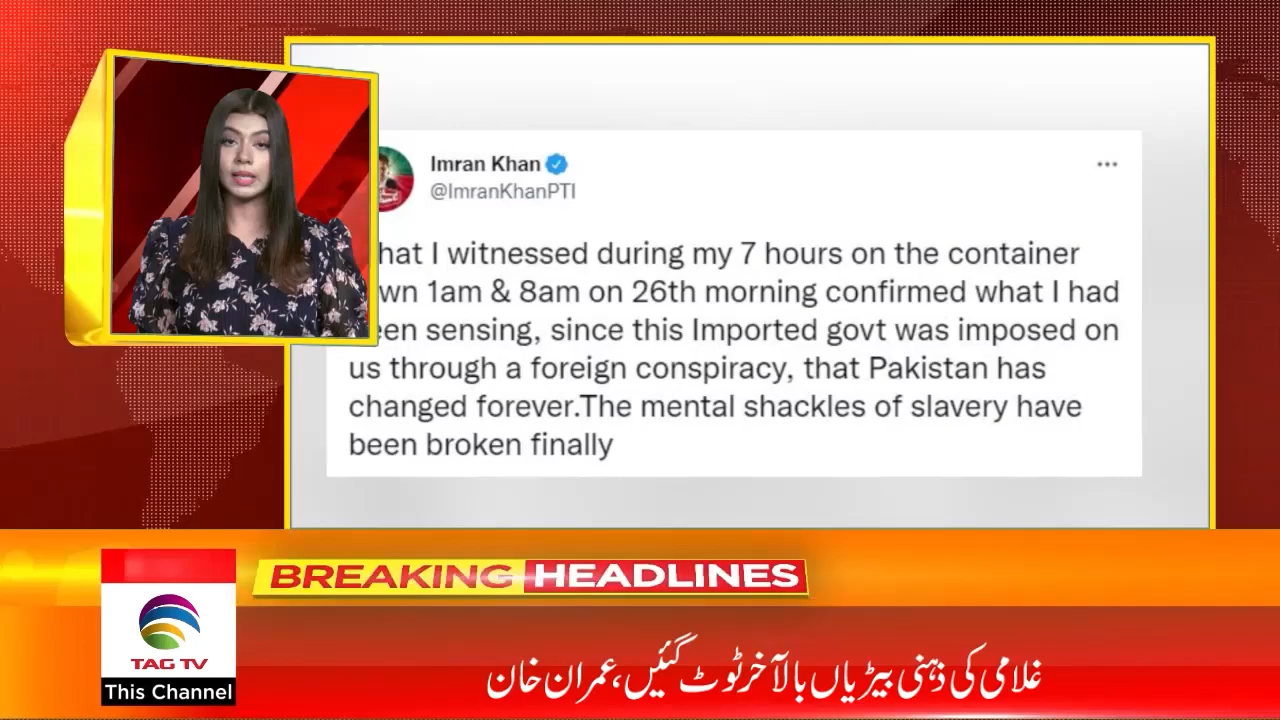 Imran Khan
@ImranKhanPTI
hat I witnessed during my 7 hours on the container
wn 1am & 8am on 26th morning confirmed what I had
een sensing, since this Imported govt was imposed on
us through a foreign conspiracy, that Pakistan has
changed forever.The mental shackles of slavery have
been broken finally
BREAKING HEADLINES
TAG TV
This Channel
غلامی کی ذہنی بیڑیاں بالآخر ٹوٹ گئیں، عمران خان